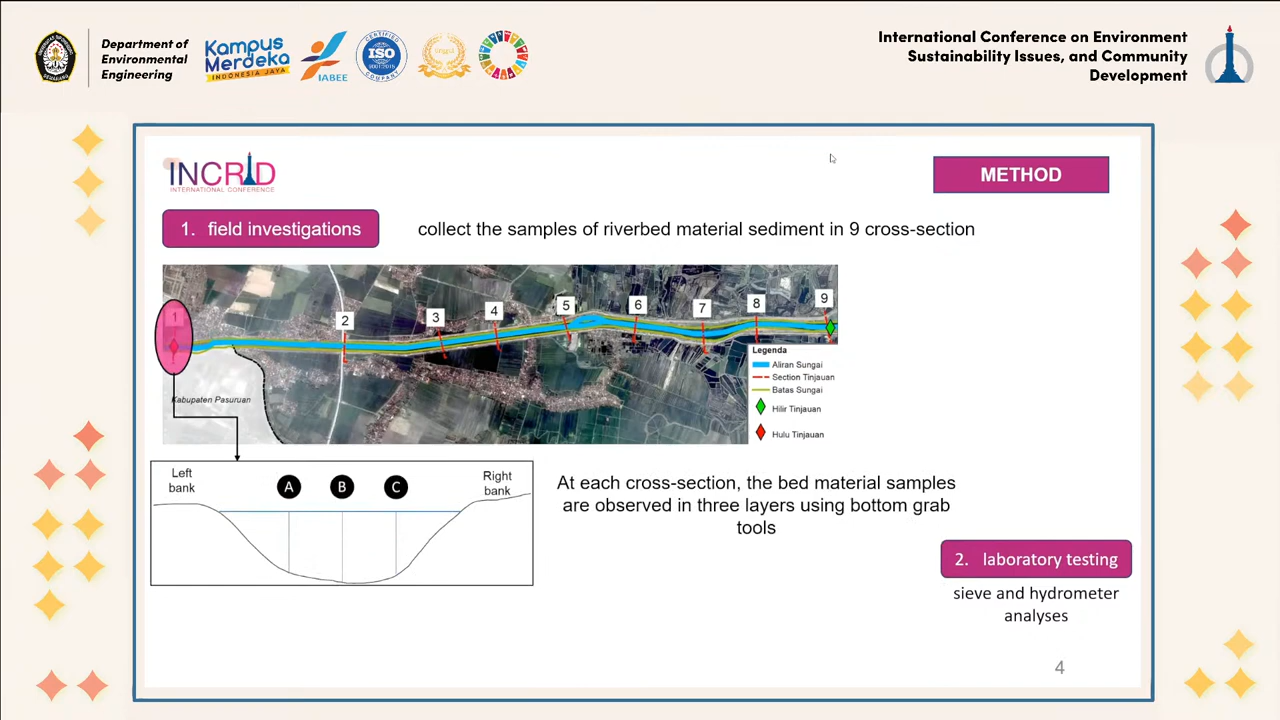 Department of
Environmental
Engineering
Kampus
Merdeka
INDONESIA JAYA
IABEE
CERTIFIED
ISO
9001:2015
COMPANY
International Conference on Environment
Sustainability Issues, and Community
Development
INCRID
INTERNATIONAL CONFERENCE
METHOD
1. field investigations
collect the samples of riverbed material sediment in 9 cross-section
1
2
3
4
5
6
7
8
9
Kabupaten Pasuruan
Legenda
Aliran Sungai
Section Tinjauan
Batas Sungai
Hilir Tinjauan
Hulu Tinjauan
Left
bank
A
B
C
Right
bank
At each cross-section, the bed material samples
are observed in three layers using bottom grab
tools
2. laboratory testing
sieve and hydrometer
analyses
4